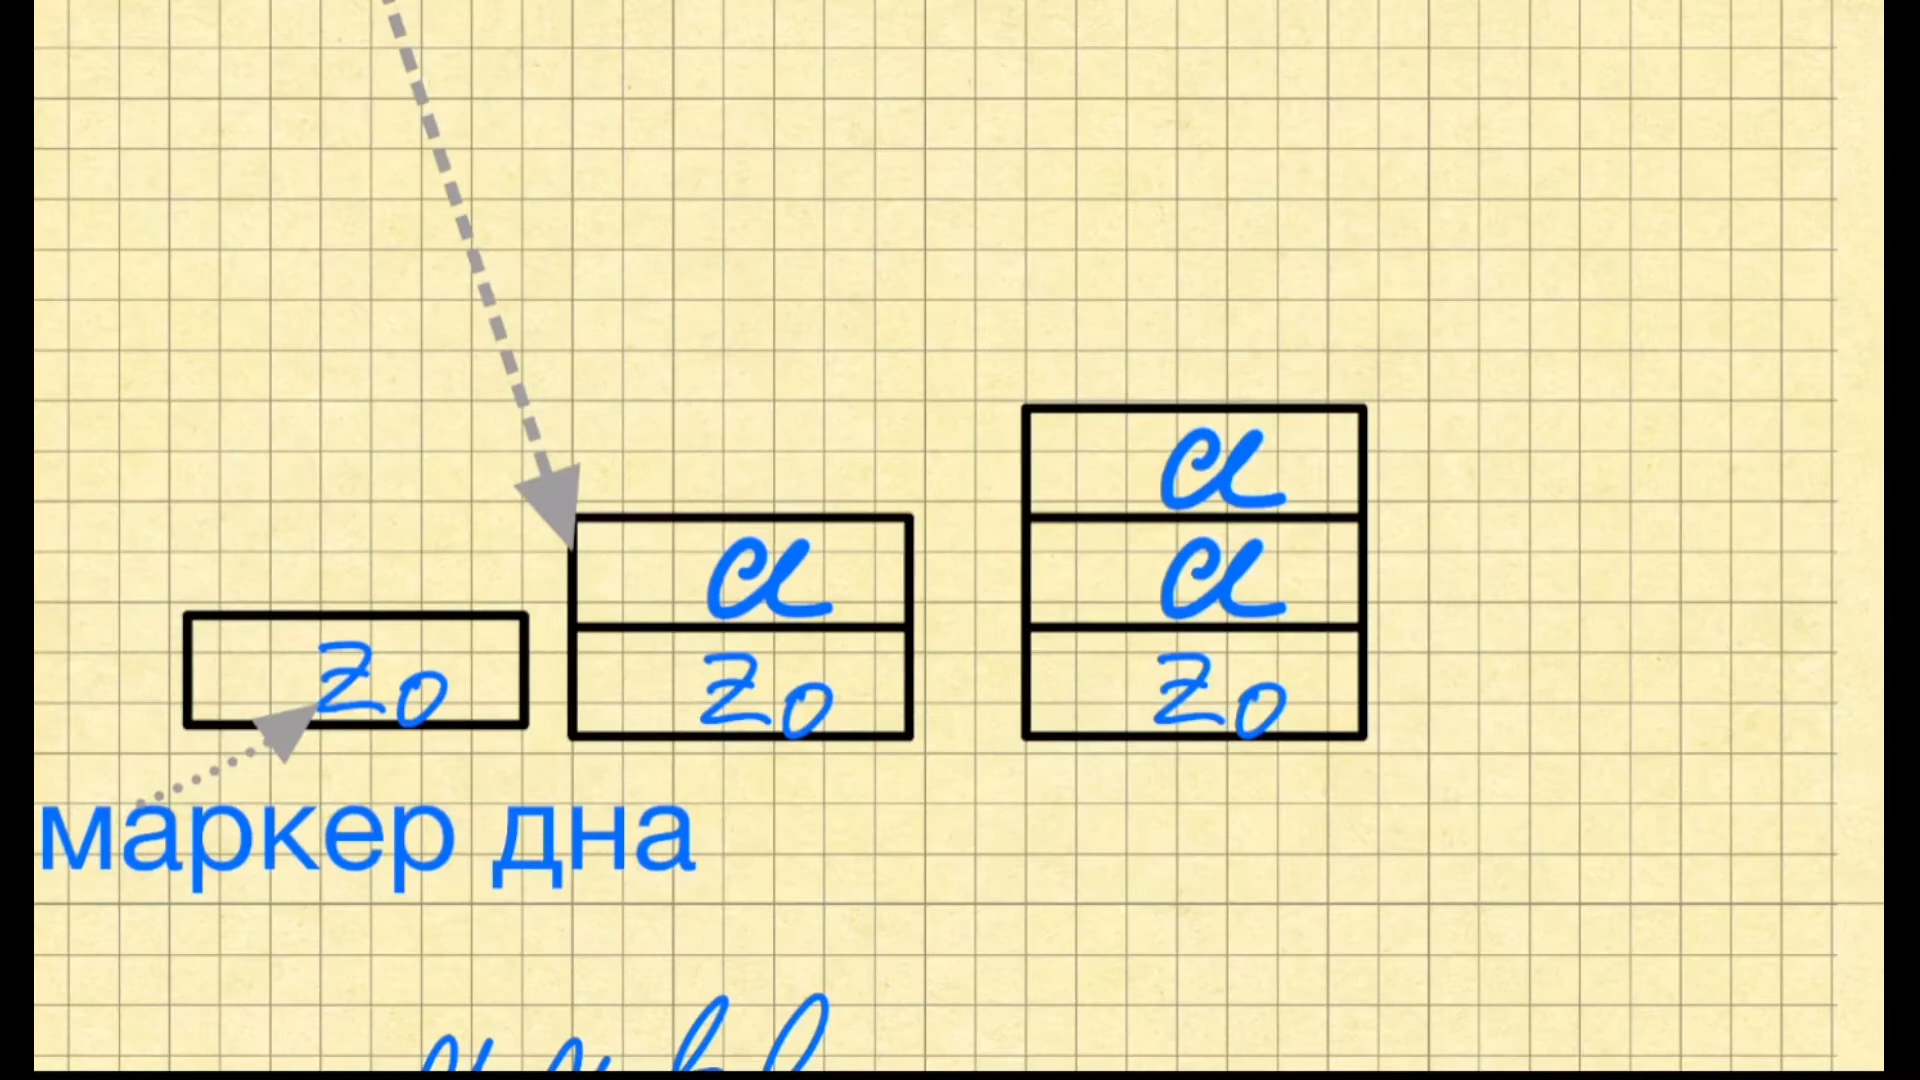 a
a a
z₀ z₀ z₀
маркер дна